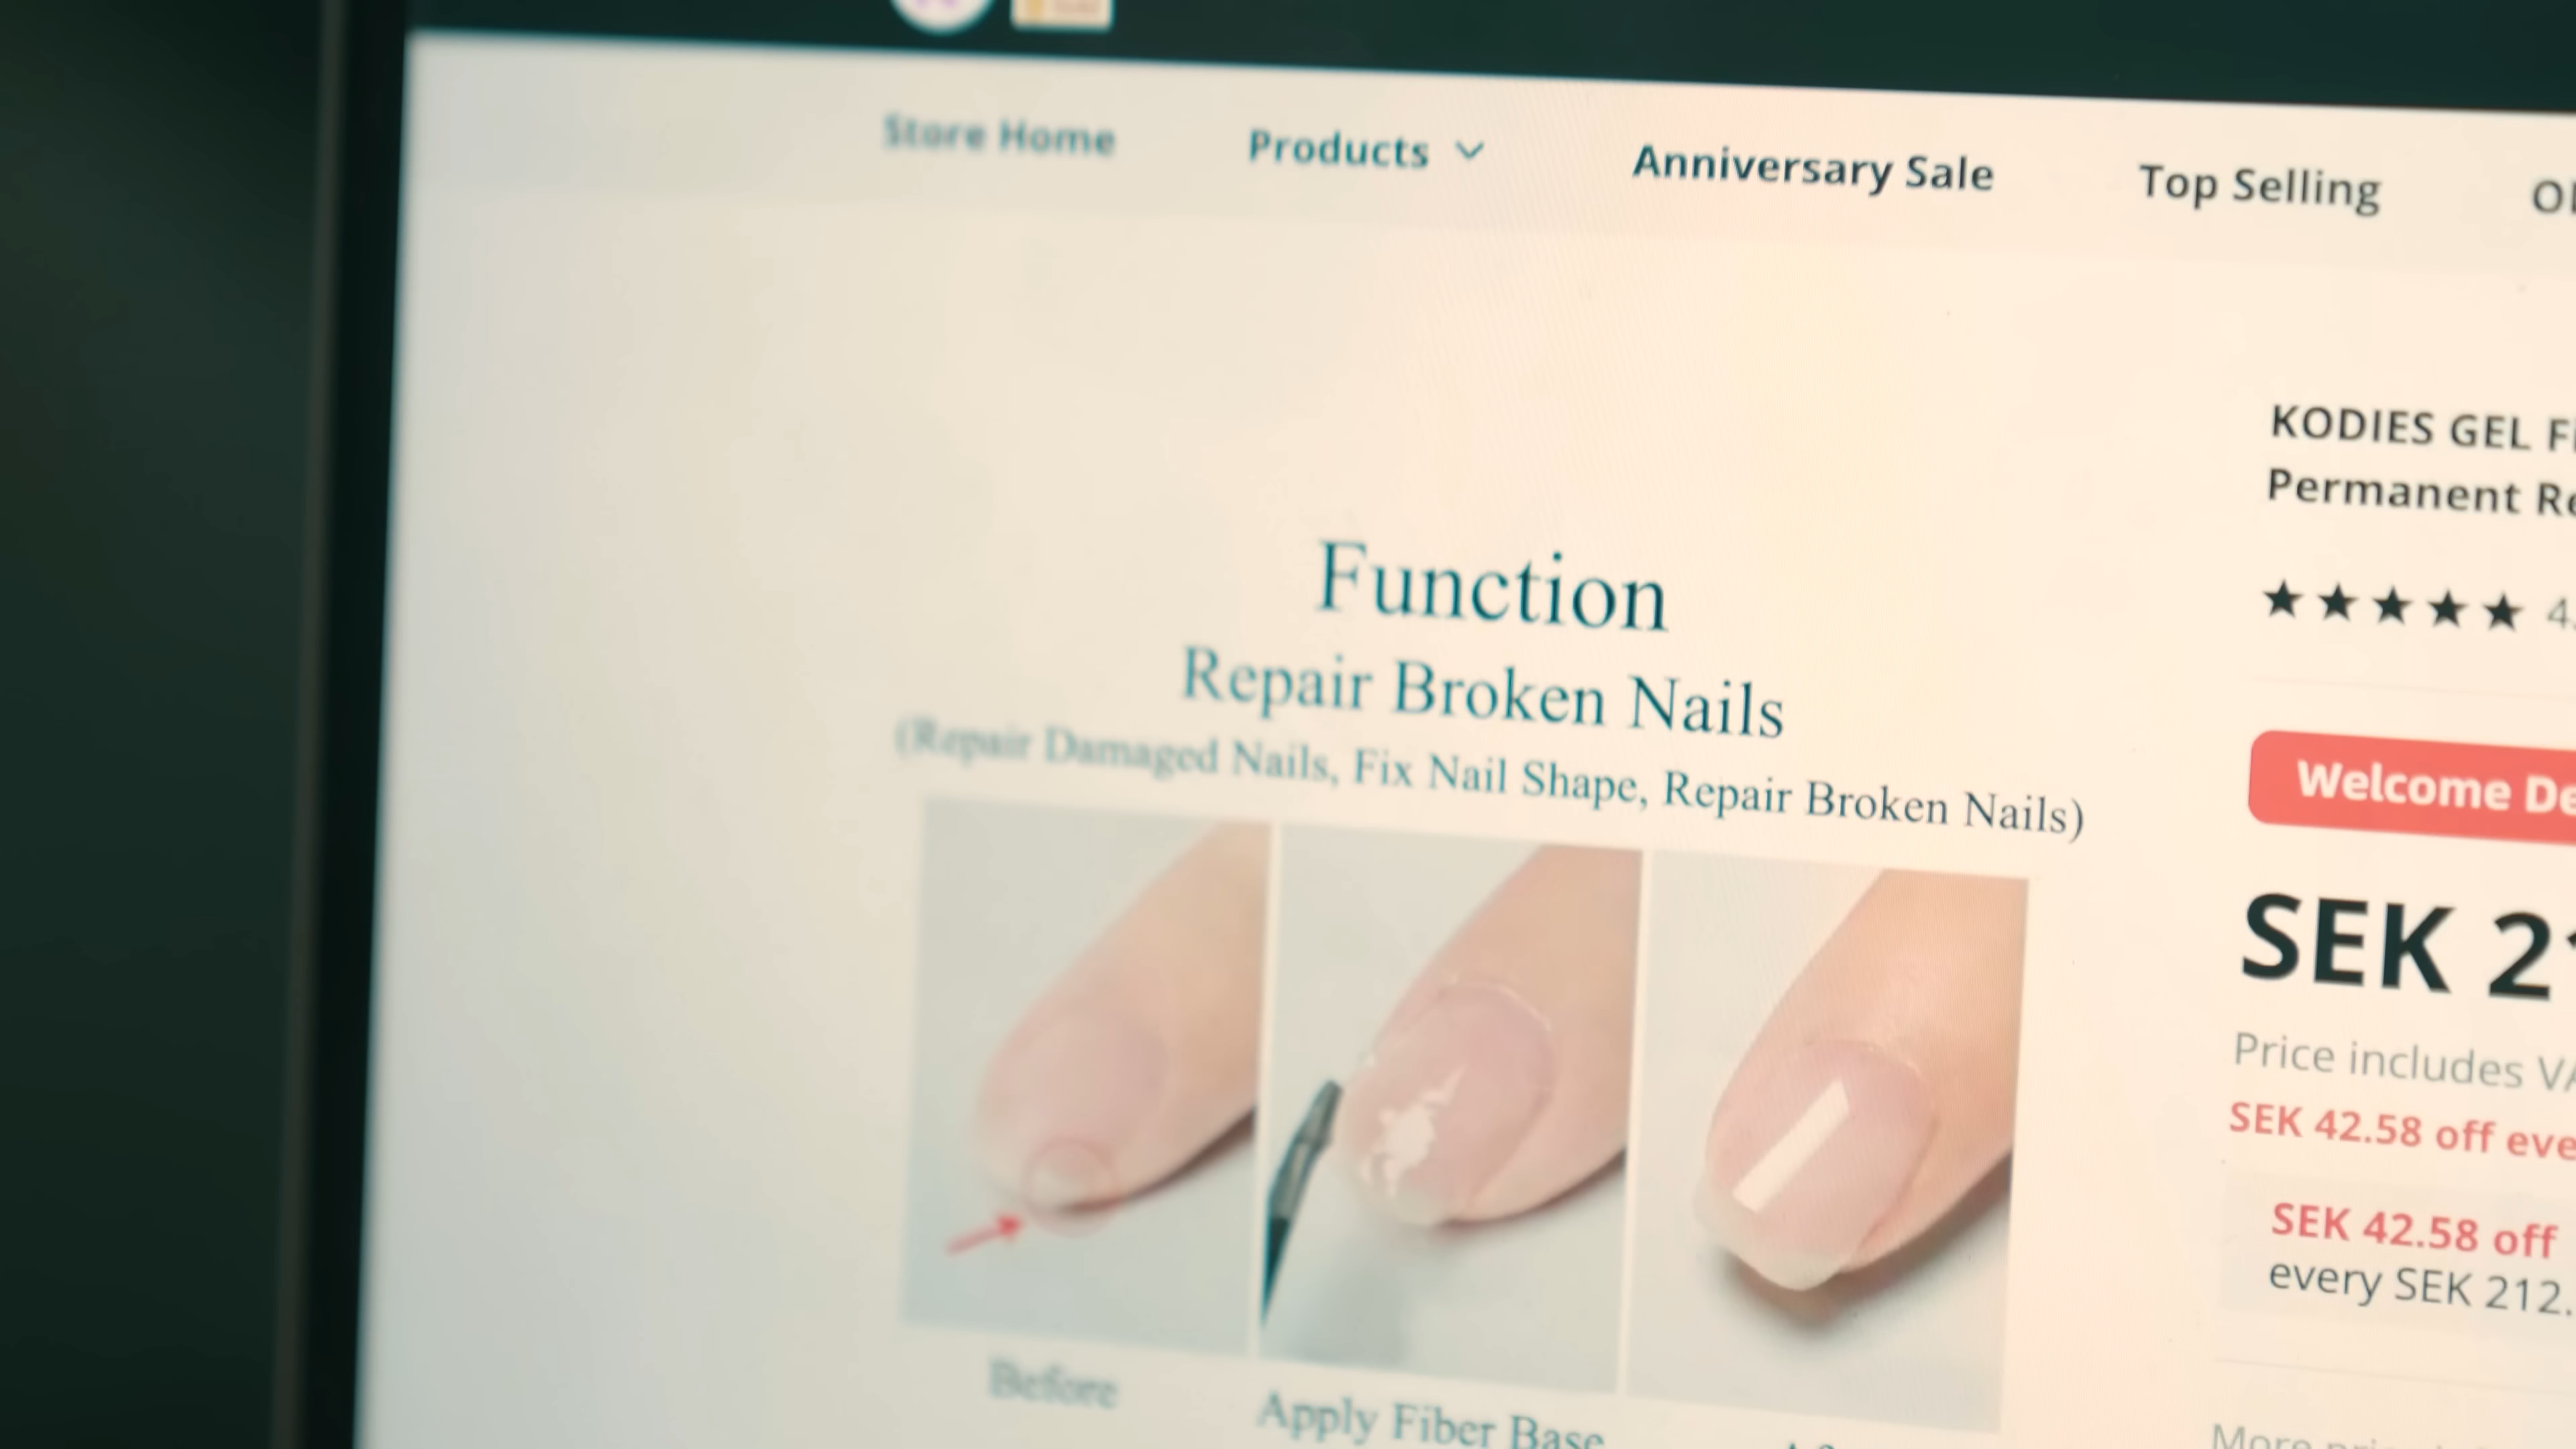 Store Home
Products
Anniversary Sale
Top Selling
Function
Repair Broken Nails
(Repair Damaged Nails, Fix Nail Shape, Repair Broken Nails)
Before
Apply Fiber Base
KODIES GEL
Permanent
Welcome
SEK
Price includes
SEK 42.58 off
SEK 42.58 off
every SEK 212.
More